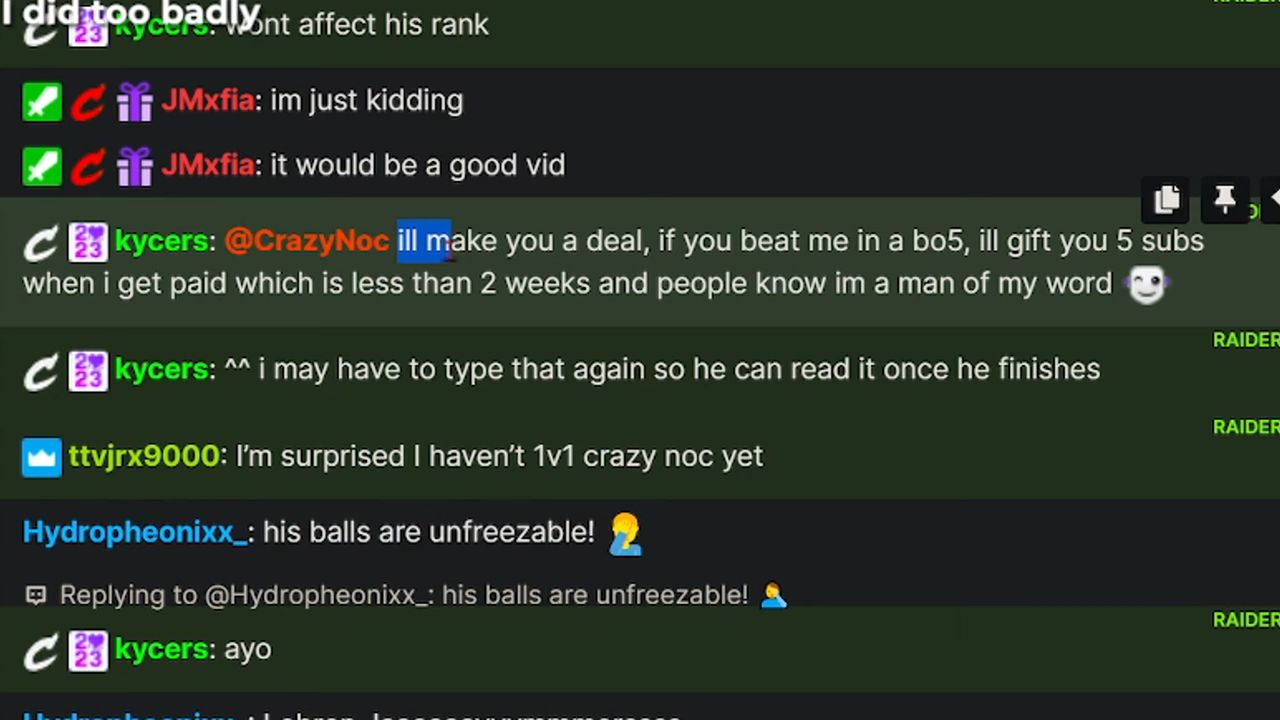 I did too badly
kycers: wont affect his rank
JMxfia: im just kidding
JMxfia: it would be a good vid
kycers: @CrazyNoc ill make you a deal, if you beat me in a bo5, ill gift you 5 subs
when i get paid which is less than 2 weeks and people know im a man of my word
RAIDER
kycers: ^^ i may have to type that again so he can read it once he finishes
RAIDER
ttvjrx9000: I'm surprised I haven't 1v1 crazy noc yet
Hydropheonixx_: his balls are unfreezable!
Replying to @Hydropheonixx_: his balls are unfreezable!
RAIDER
kycers: ayo